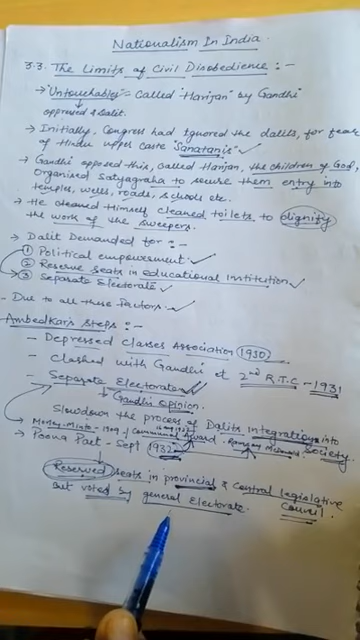 Nationalism In India.
3.3. The Limits of Civil Disobedience :-
→ 'Untouchables' = Called 'Harijan' by Gandhi
oppressed & Dalit.
→ Initially, Congress had Ignored the dalits, for fear
of Hindu upper caste 'Sanatanis' ✓
→ Gandhi opposed this, called Harijan, the children of God,
Organised Satyagraha to secure them entry into
temples, wells, roads, schools etc.
→ He cleaned Himself cleaned toilets to dignify
the work of the sweepers.
→ Dalit Demanded for :-
① Political empowerment. ✓
② Reserve Seats in Educational Institution ✓
→ ③ Separate Electorate ✓
- Due to all these Factors. ✓
- Ambedkar's Steps :-
- Depressed Classes Association (1930)
- Clashed with Gandhi at 2nd R.T.C - 1931
- Separate Electorate ✓
↓ Gandhi opinion.
Slowdown the process of Dalits integration into
Society.
Morley-Minto - 1909 / Communal Award - Ramsay
→ Poona Pact - Sept 1932
↓
Reserved Seats in provincial & Central legislative
Council.
but voted by general Electorate.